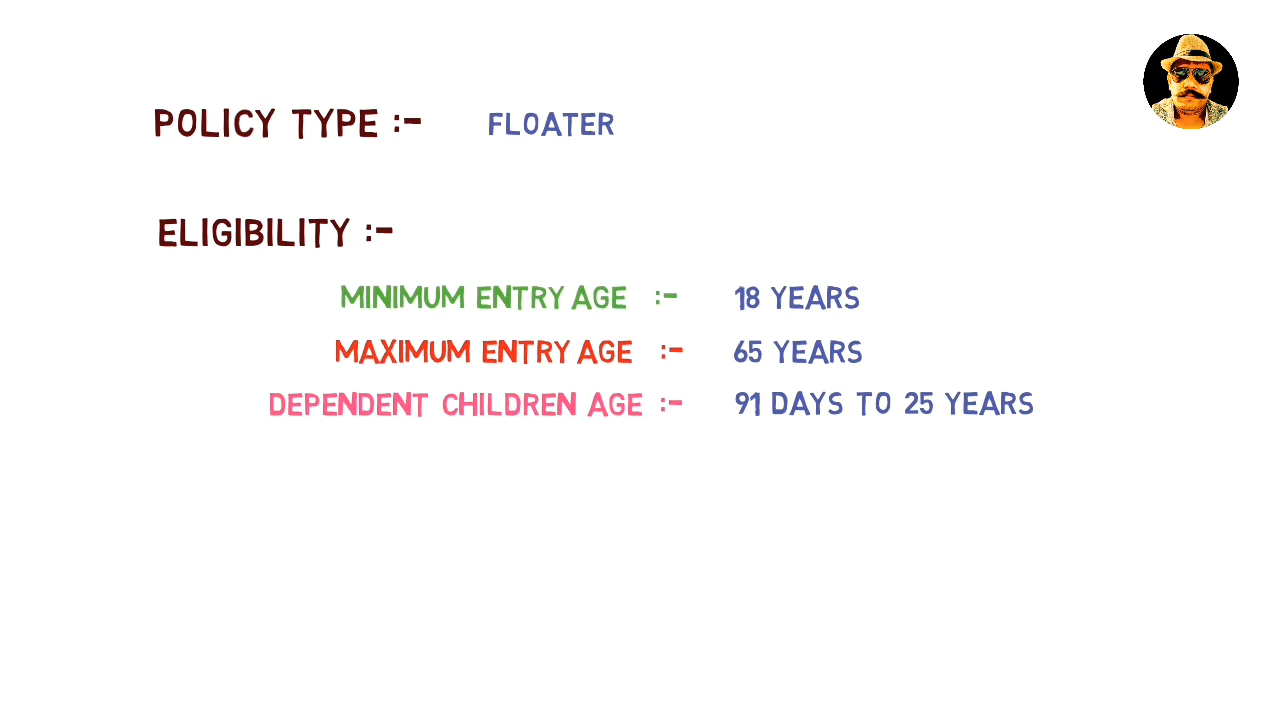 POLICY TYPE :- FLOATER
ELIGIBILITY :-
MINIMUM ENTRY AGE :- 18 YEARS
MAXIMUM ENTRY AGE :- 65 YEARS
DEPENDENT CHILDREN AGE :- 91 DAYS TO 25 YEARS